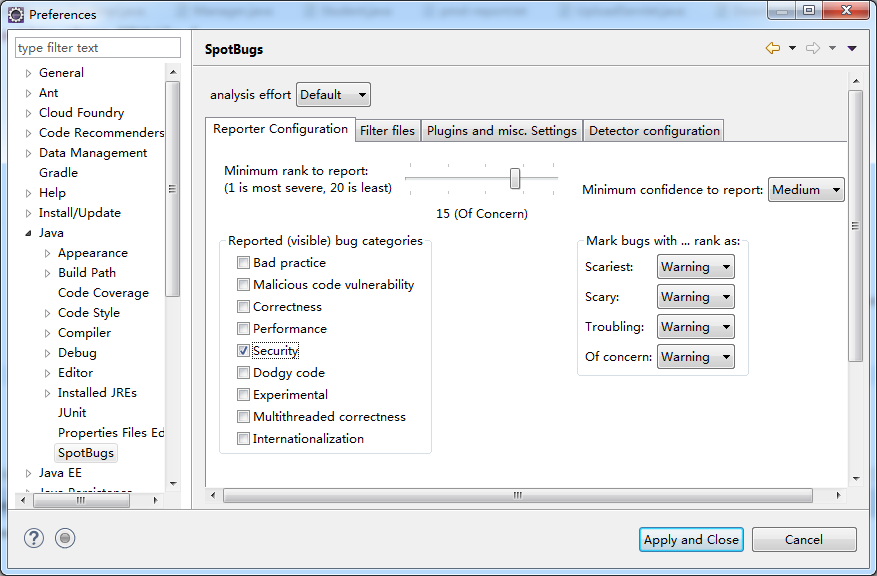 Preferences
type filter text
General
Ant
Cloud Foundry
Code Recommenders
Data Management
Gradle
Help
Install/Update
Java
Appearance
Build Path
Code Coverage
Code Style
Compiler
Debug
Editor
Installed JREs
JUnit
Properties Files Ed
SpotBugs
Java EE
SpotBugs
analysis effort Default
Reporter Configuration Filter files Plugins and misc. Settings Detector configuration
Minimum rank to report:
(1 is most severe, 20 is least)
15 (Of Concern)
Minimum confidence to report: Medium
Reported (visible) bug categories
Bad practice
Malicious code vulnerability
Correctness
Performance
Security
Dodgy code
Experimental
Multithreaded correctness
Internationalization
Mark bugs with ... rank as:
Scariest: Warning
Scary: Warning
Troubling: Warning
Of concern: Warning
Apply and Close Cancel